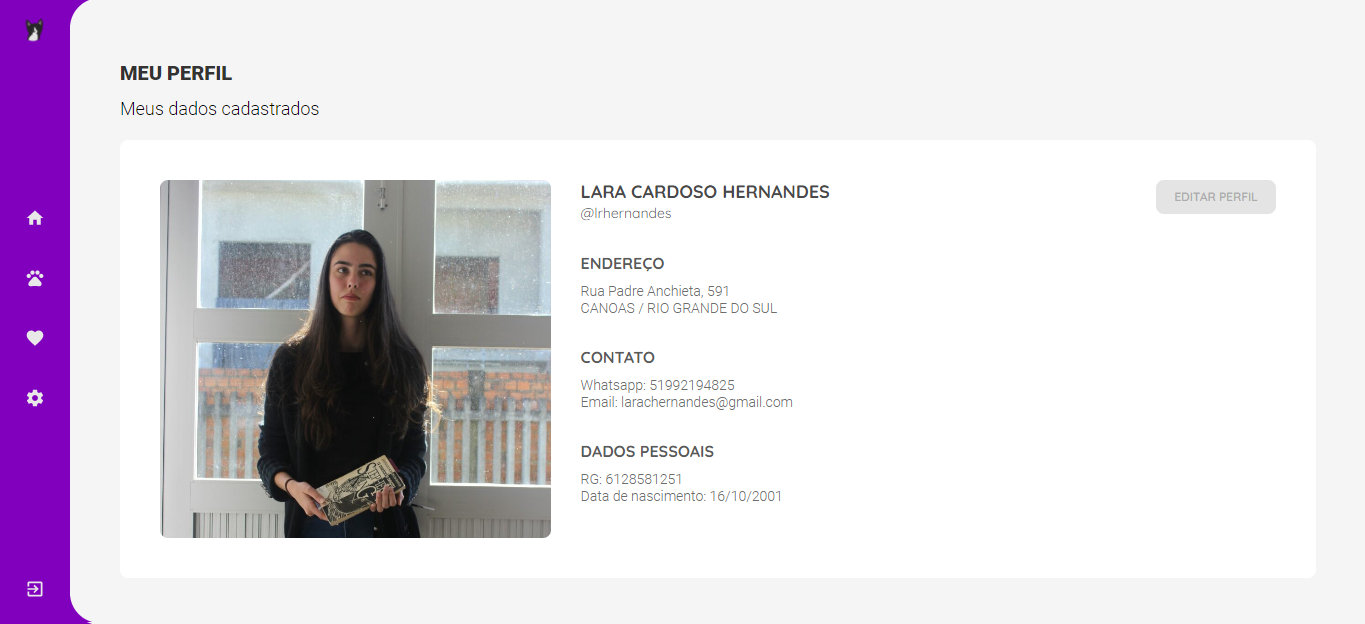 MEU PERFIL
Meus dados cadastrados
LARA CARDOSO HERNANDES
@lrhernandes
EDITAR PERFIL
ENDEREÇO
Rua Padre Anchieta, 591
CANOAS / RIO GRANDE DO SUL
CONTATO
Whatsapp: 51992194825
Email: larachernandes@gmail.com
DADOS PESSOAIS
RG: 6128581251
Data de nascimento: 16/10/2001